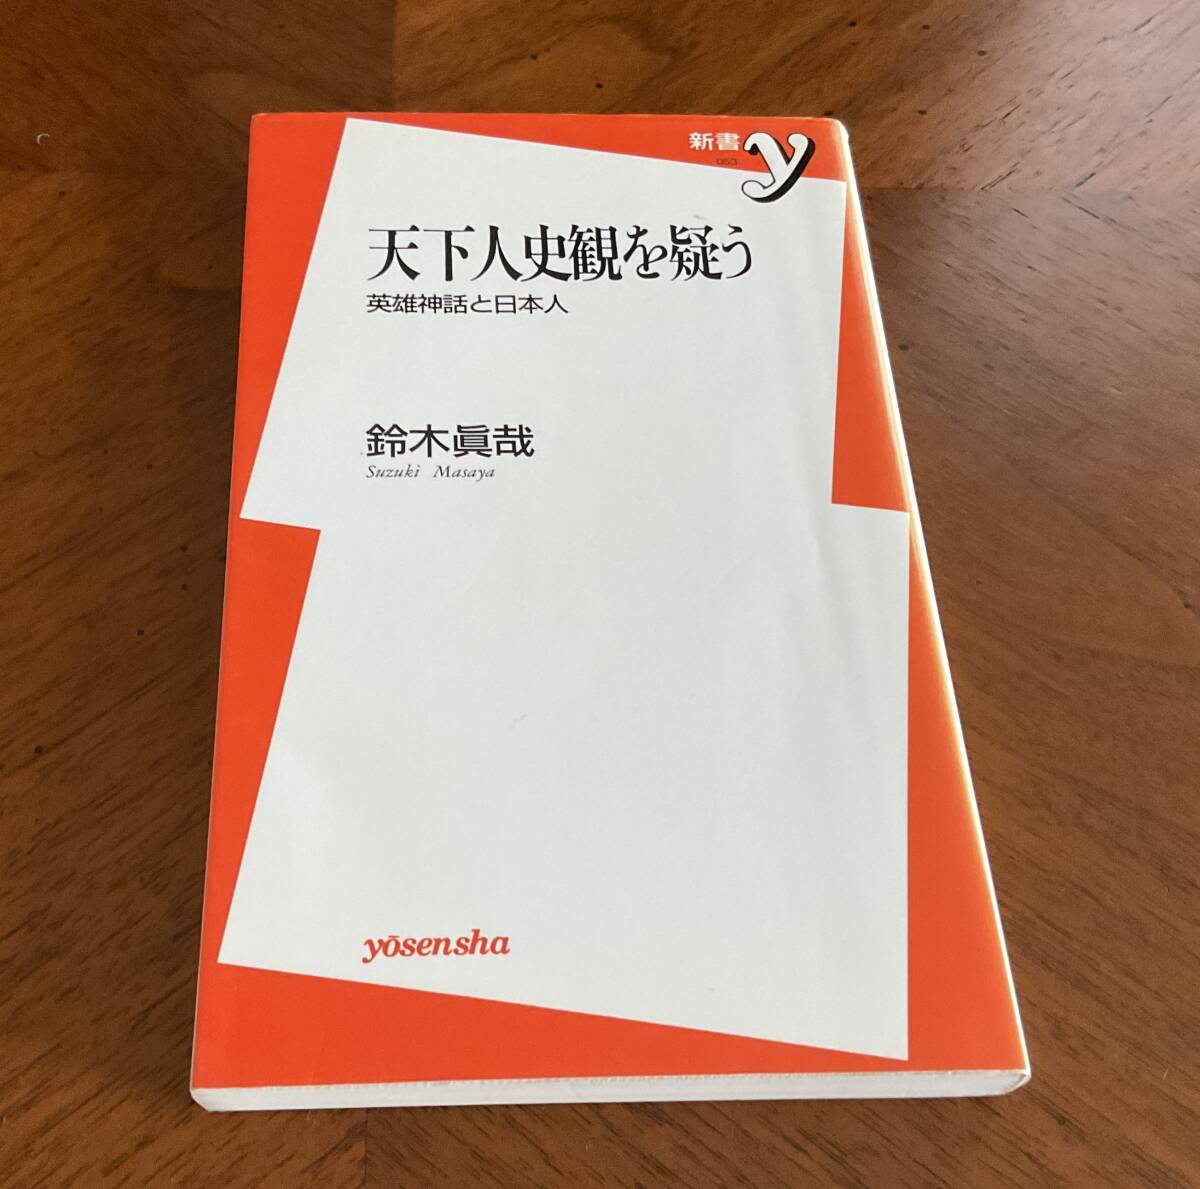 新書y
053
天下人史観を疑う
英雄神話と日本人
鈴木眞哉
Suzuki Masaya
yōsensha